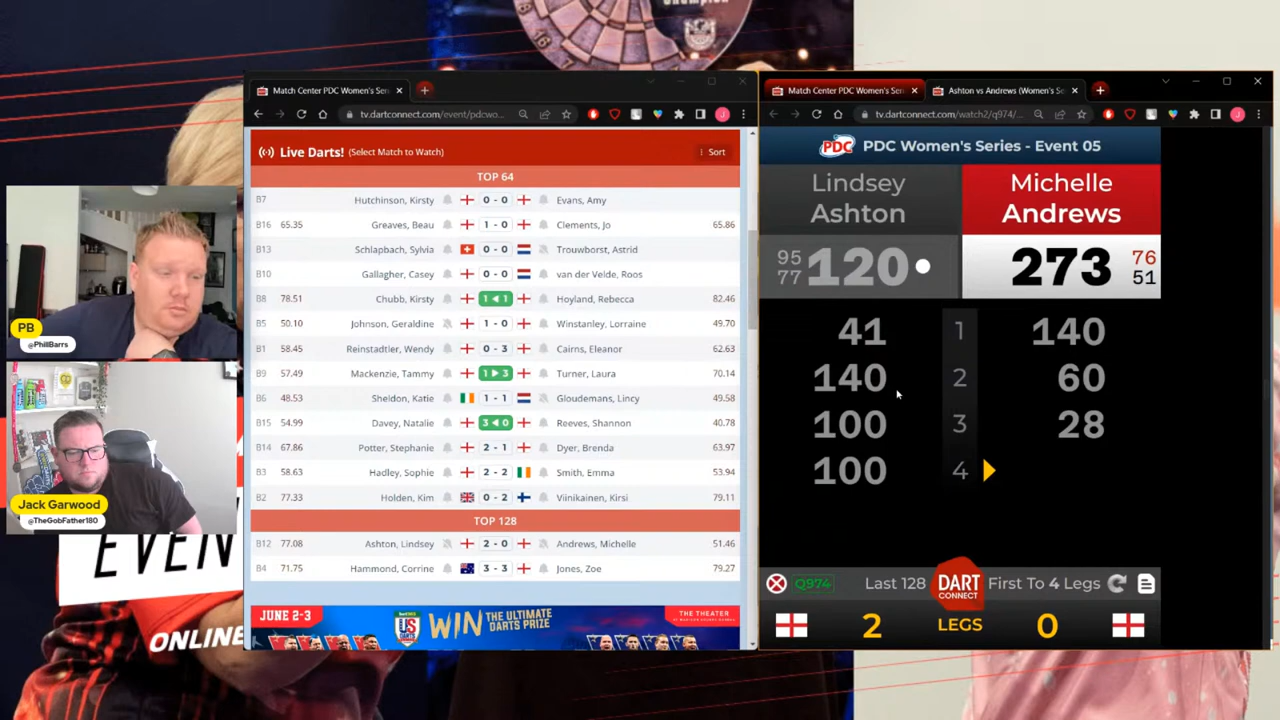 Match Center PDC Women's Seri
Match Center PDC Women's Seri
Ashton vs Andrews (Women's Se
tv.dartconnect.com/event/pdcwo...
tv.dartconnect.com/watch2/q974/...
Live Darts! (Select Match to Watch)
Sort
TOP 64
B7 Hutchinson, Kirsty 0 - 0 Evans, Amy
B16 65.35 Greaves, Beau 1 - 0 Clements, Jo 65.86
B13 Schlapbach, Sylvia 0 - 0 Trouwborst, Astrid
B10 Gallagher, Casey 0 - 0 van der Velde, Roos
B8 78.51 Chubb, Kirsty 1 ◀ 1 Hoyland, Rebecca 82.46
B5 50.10 Johnson, Geraldine 1 - 0 Winstanley, Lorraine 49.70
B1 58.45 Reinstadtler, Wendy 0 - 3 Cairns, Eleanor 62.63
B9 57.49 Mackenzie, Tammy 1 ▶ 3 Turner, Laura 70.14
B6 48.53 Sheldon, Katie 1 - 1 Gloudemans, Lincy 49.58
B15 54.99 Davey, Natalie 3 ◀ 0 Reeves, Shannon 40.78
B14 67.86 Potter, Stephanie 2 - 1 Dyer, Brenda 63.97
B3 58.63 Hadley, Sophie 2 - 2 Smith, Emma 53.94
B2 77.33 Holden, Kim 0 - 2 Viinikainen, Kirsi 79.11
TOP 128
B12 77.08 Ashton, Lindsey 2 - 0 Andrews, Michelle 51.46
B4 71.75 Hammond, Corrine 3 - 3 Jones, Zoe 79.27
JUNE 2-3
US
DARTS
WIN THE ULTIMATE
DARTS PRIZE
THE THEATER
PDC PDC Women's Series - Event 05
Lindsey
Ashton
Michelle
Andrews
95
77
120
273
76
51
41 1 140
140 2 60
100 3 28
100 4
Q974 Last 128
DART
CONNECT
First To 4 Legs
2 LEGS 0
PB
@PhillBarrs
Jack Garwood
@TheGobFather180
EVEN
ONLINE